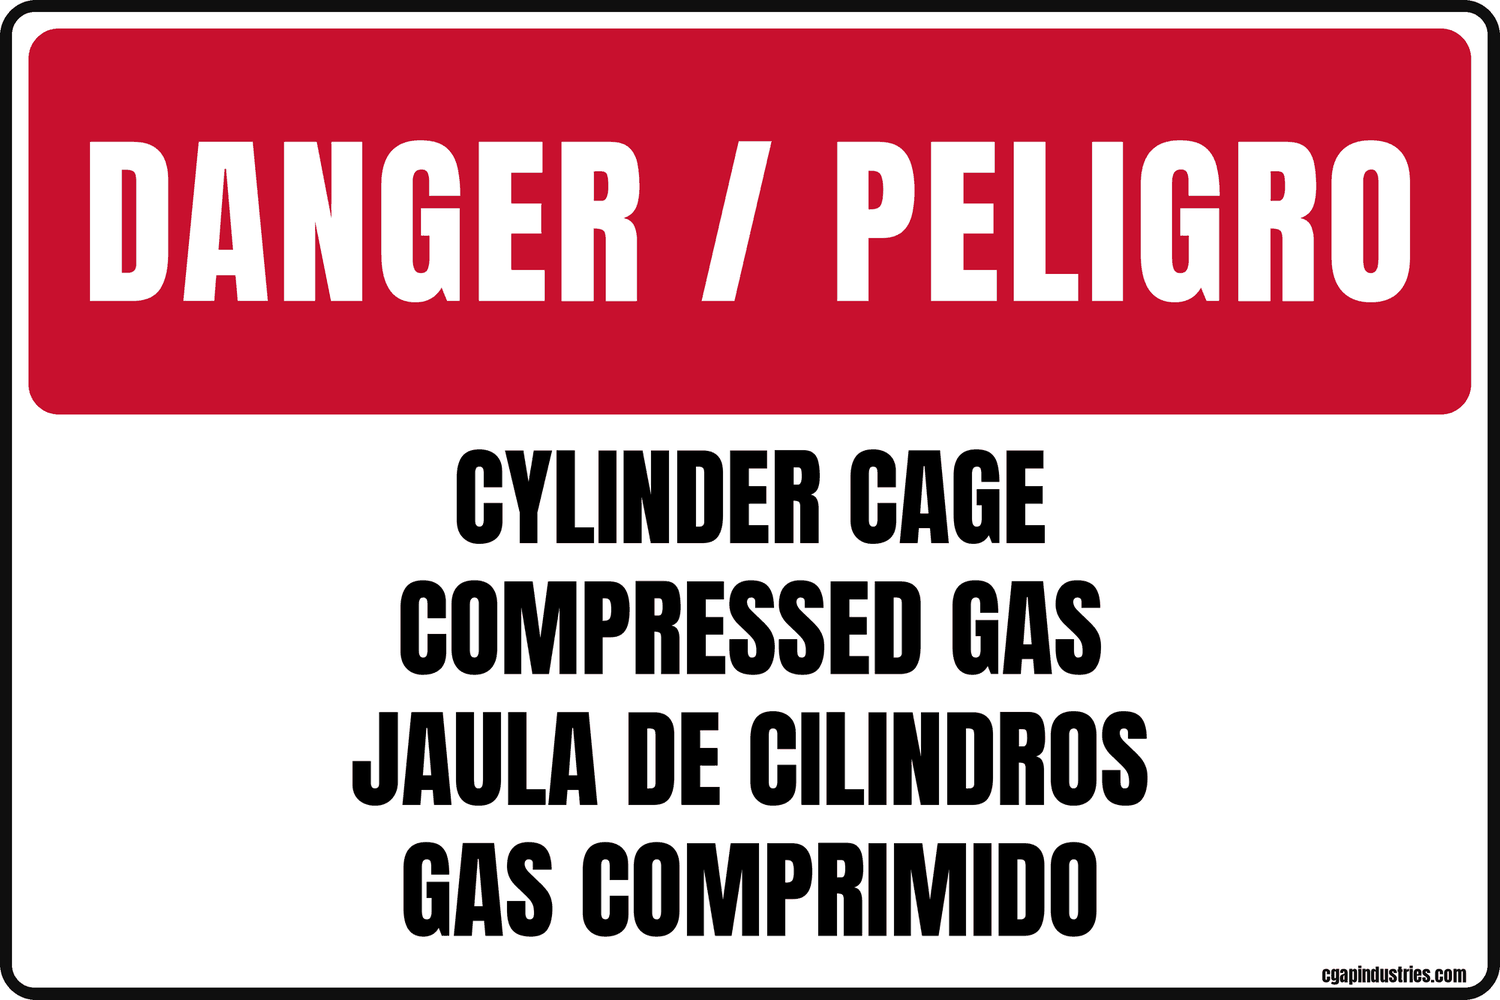 DANGER / PELIGRO
CYLINDER CAGE
COMPRESSED GAS
JAULA DE CILINDROS
GAS COMPRIMIDO
cgapindustries.com